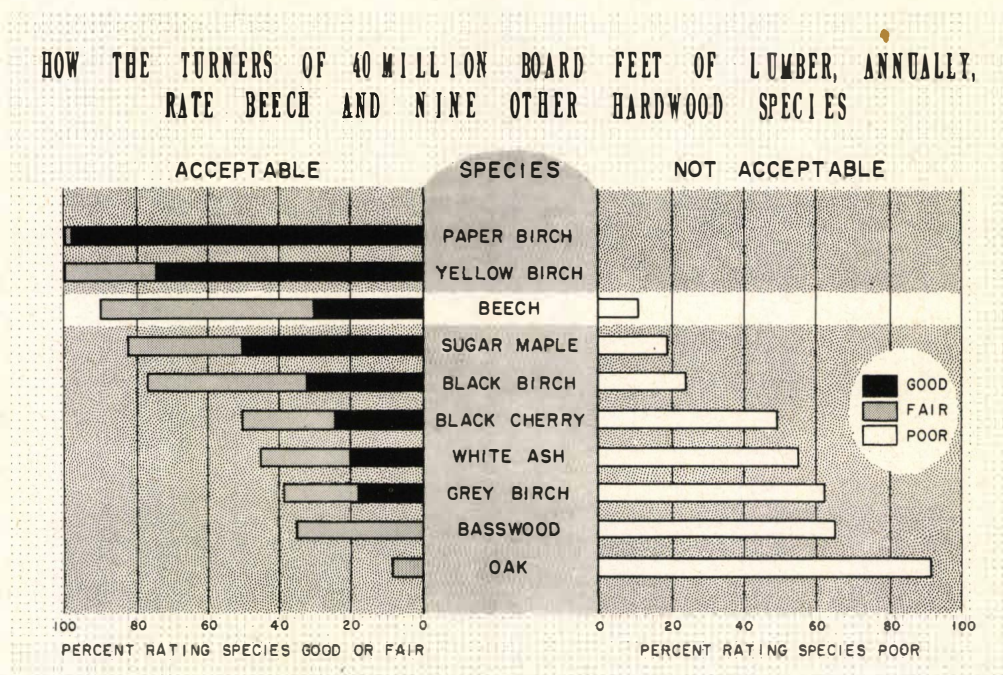 HOW THE TURNERS OF 40 MILLION BOARD FEET OF LUMBER, ANNUALLY,
RATE BEECH AND NINE OTHER HARDWOOD SPECIES
ACCEPTABLE SPECIES NOT ACCEPTABLE
PAPER BIRCH
YELLOW BIRCH
BEECH
SUGAR MAPLE
BLACK BIRCH
BLACK CHERRY
WHITE ASH
GREY BIRCH
BASSWOOD
OAK
GOOD
FAIR
POOR
100 80 60 40 20 0 0 20 40 60 80 100
PERCENT RATING SPECIES GOOD OR FAIR PERCENT RATING SPECIES POOR